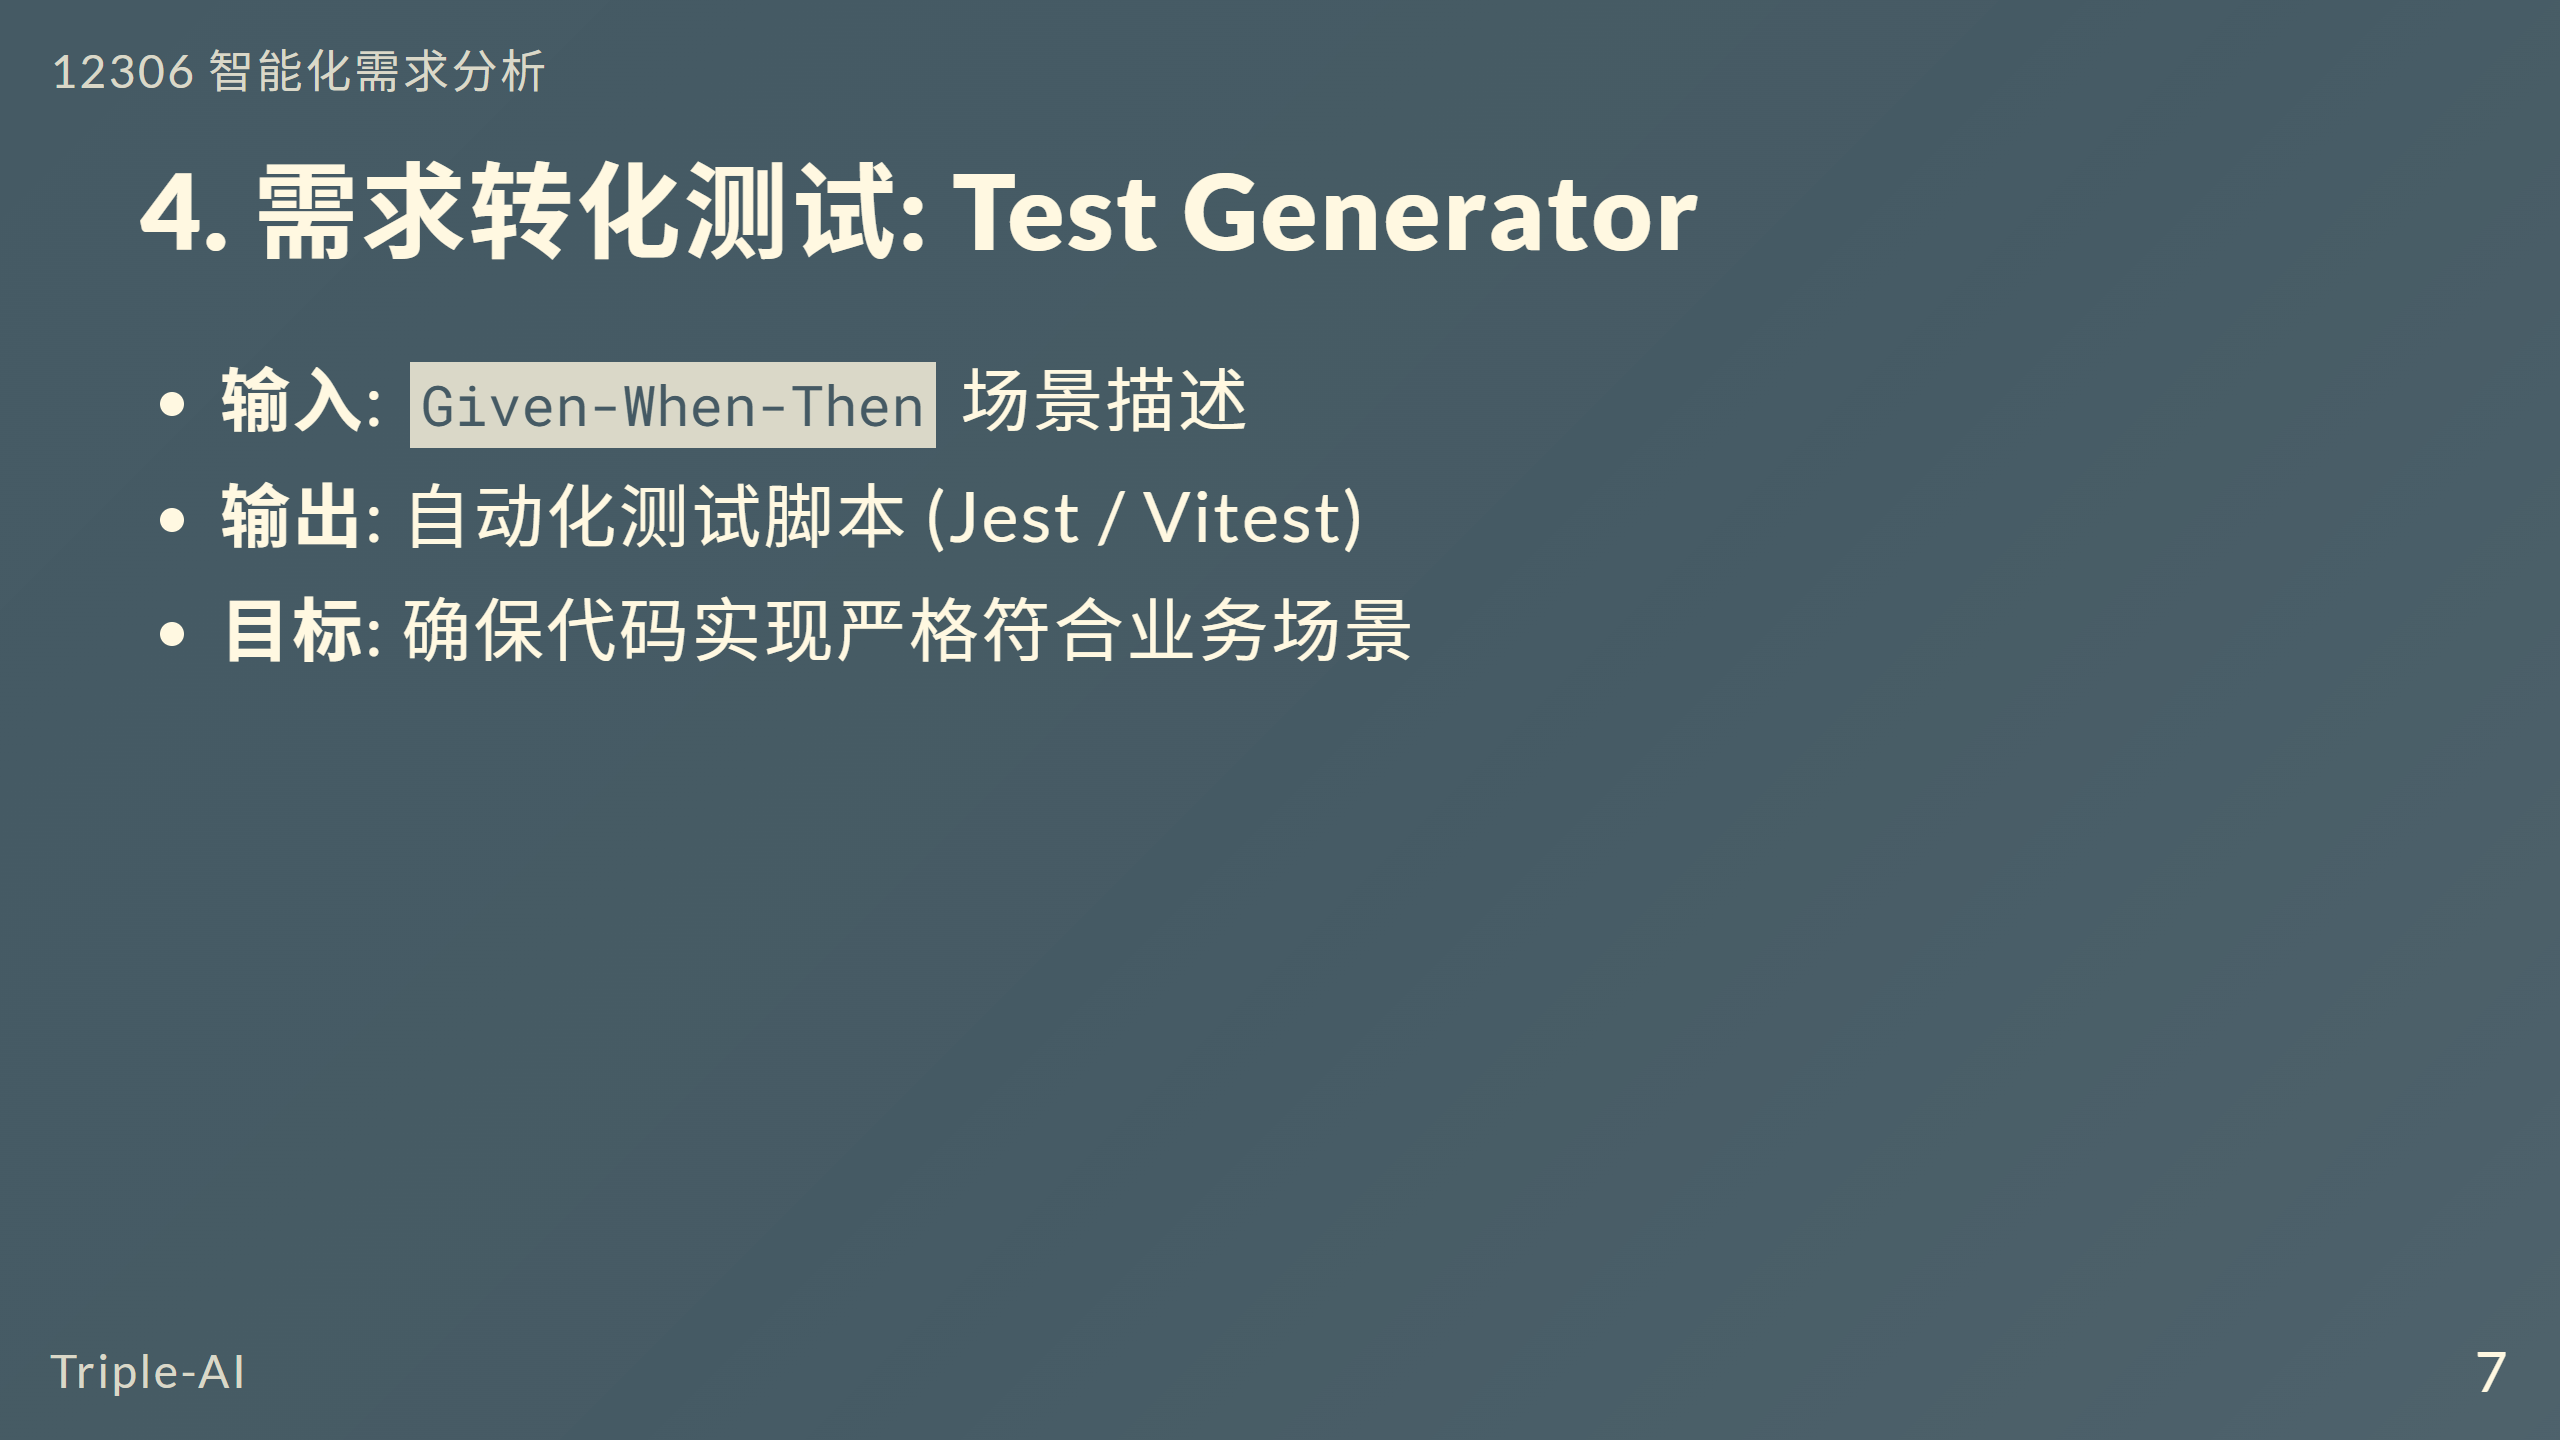 12306 智能化需求分析
4. 需求转化测试: Test Generator
• 输入: Given-When-Then 场景描述
• 输出: 自动化测试脚本 (Jest / Vitest)
• 目标: 确保代码实现严格符合业务场景
Triple-AI
7